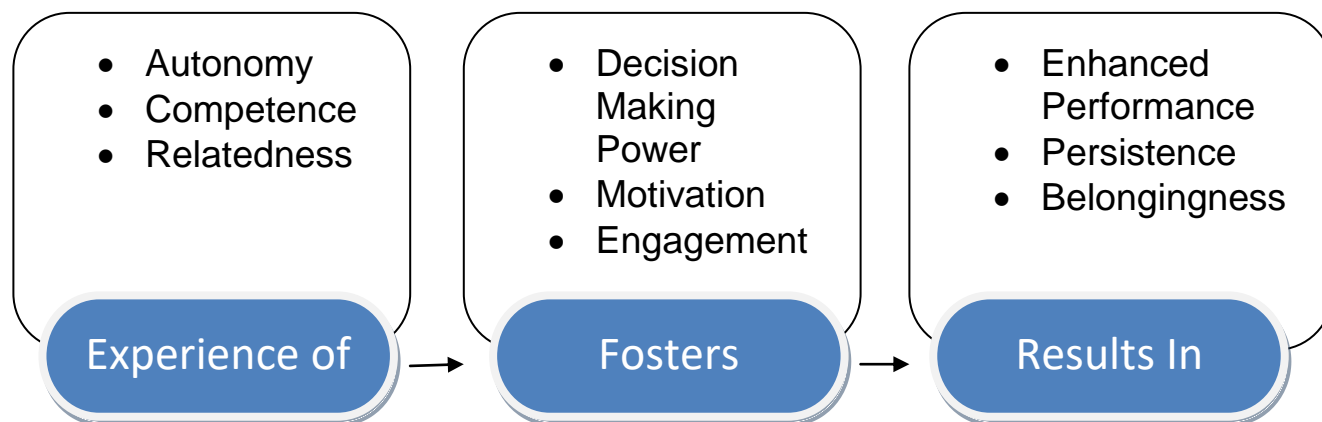 • Autonomy
• Competence
• Relatedness
Experience of
• Decision
Making
Power
• Motivation
• Engagement
Fosters
• Enhanced
Performance
• Persistence
• Belongingness
Results In